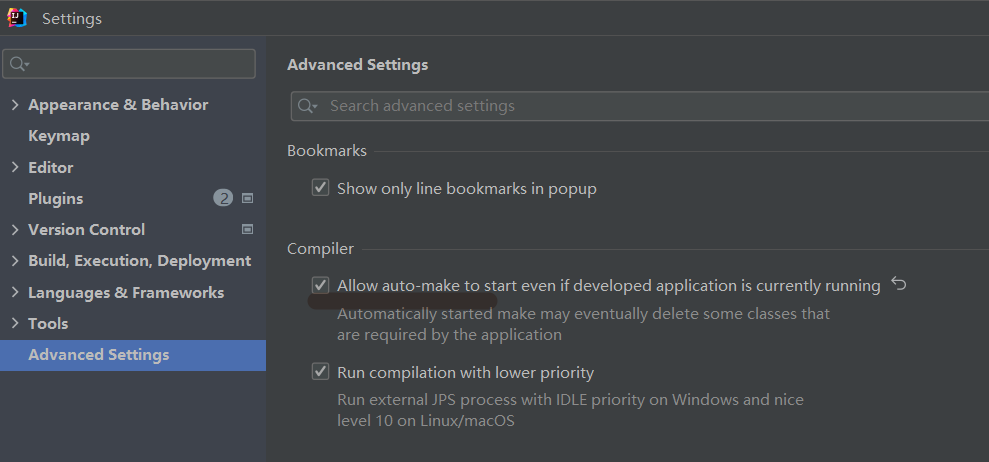 Settings
Appearance & Behavior
Keymap
Editor
Plugins 2
Version Control
Build, Execution, Deployment
Languages & Frameworks
Tools
Advanced Settings
Advanced Settings
Search advanced settings
Bookmarks
Show only line bookmarks in popup
Compiler
Allow auto-make to start even if developed application is currently running
Automatically started make may eventually delete some classes that
are required by the application
Run compilation with lower priority
Run external JPS process with IDLE priority on Windows and nice
level 10 on Linux/macOS